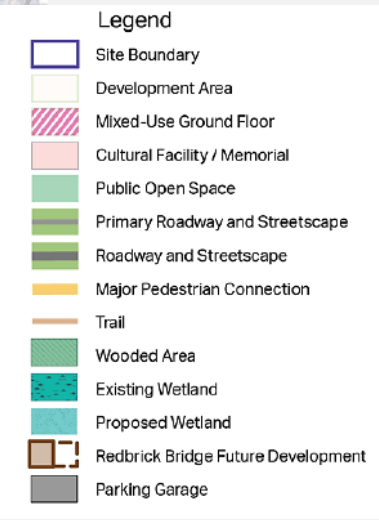 Legend
Site Boundary
Development Area
Mixed-Use Ground Floor
Cultural Facility / Memorial
Public Open Space
Primary Roadway and Streetscape
Roadway and Streetscape
Major Pedestrian Connection
Trail
Wooded Area
Existing Wetland
Proposed Wetland
Redbrick Bridge Future Development
Parking Garage